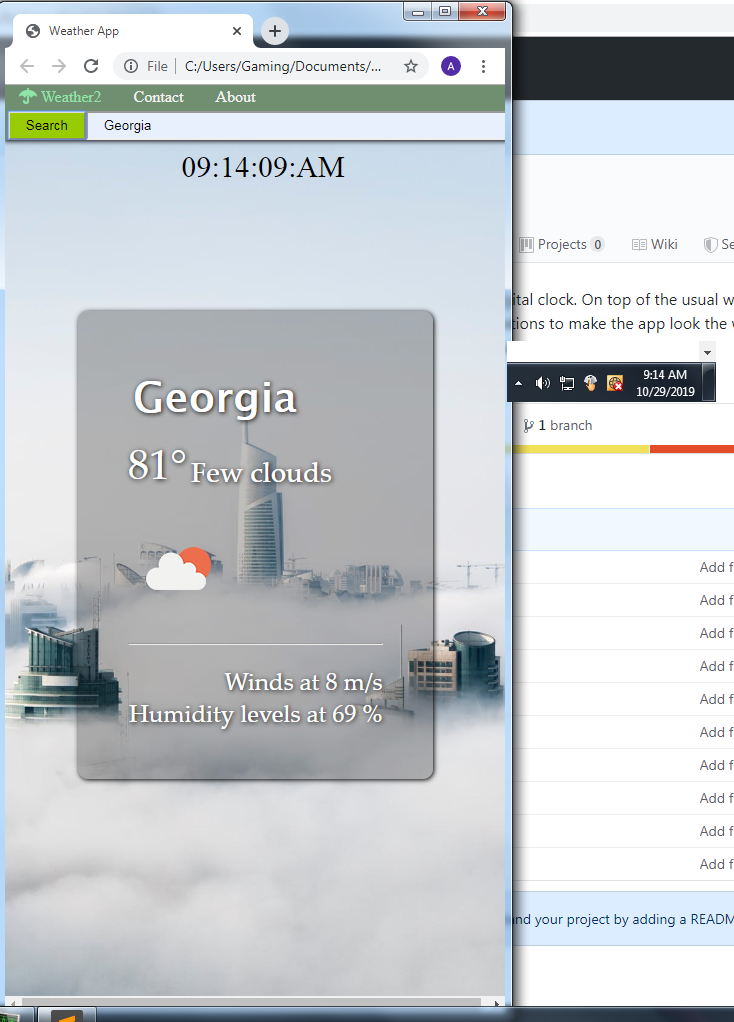 Weather App
File
C:/Users/Gaming/Documents/...
A
Weather2
Contact
About
Search
Georgia
09:14:09:AM
Georgia
81° Few clouds
Winds at 8 m/s
Humidity levels at 69 %
Projects 0
Wiki
Se
ital clock. On top of the usual w
tions to make the app look the
9:14 AM
10/29/2019
1 branch
Add f
Add f
Add f
Add f
Add f
Add f
Add f
Add f
Add f
Add f
and your project by adding a READM